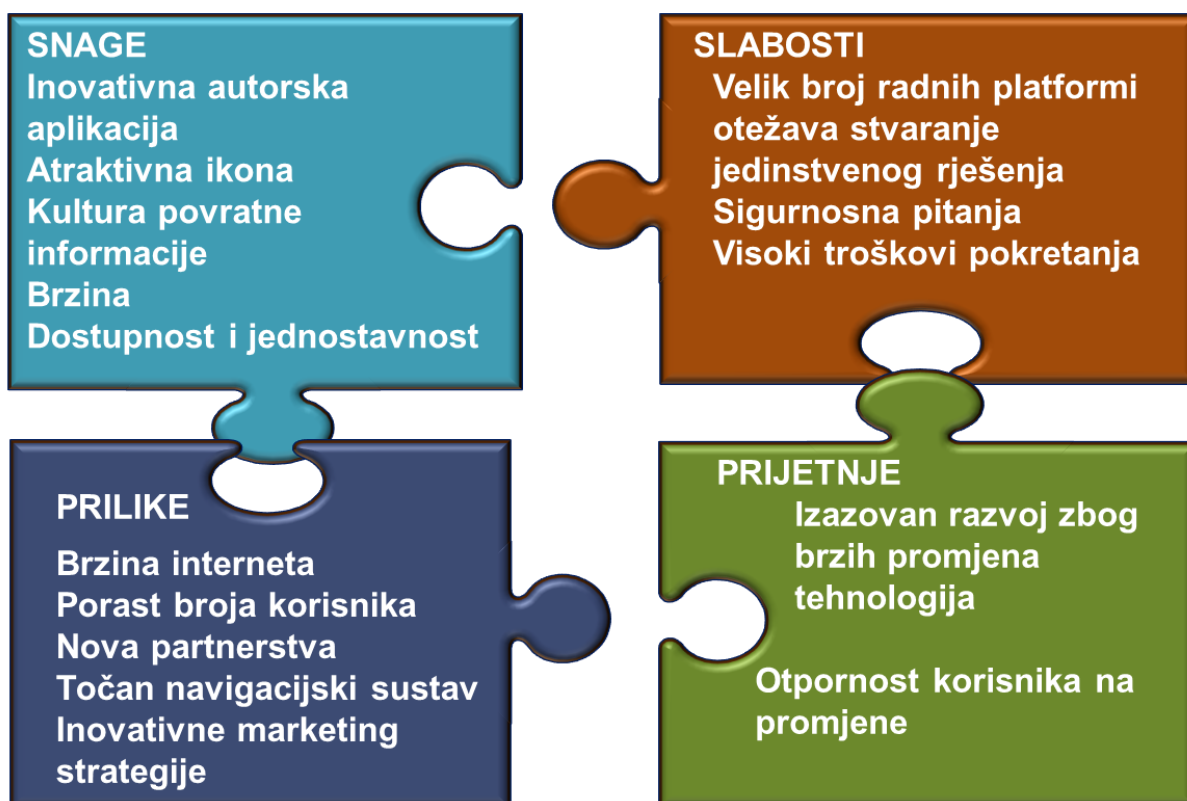 SNAGE
Inovativna autorska
aplikacija
Atraktivna ikona
Kultura povratne
informacije
Brzina
Dostupnost i jednostavnost
SLABOSTI
Velik broj radnih platformi
otežava stvaranje
jedinstvenog rješenja
Sigurnosna pitanja
Visoki troškovi pokretanja
PRILIKE
Brzina interneta
Porast broja korisnika
Nova partnerstva
Točan navigacijski sustav
Inovativne marketing
strategije
PRIJETNJE
Izazovan razvoj zbog
brzih promjena
tehnologija
Otpornost korisnika na
promjene